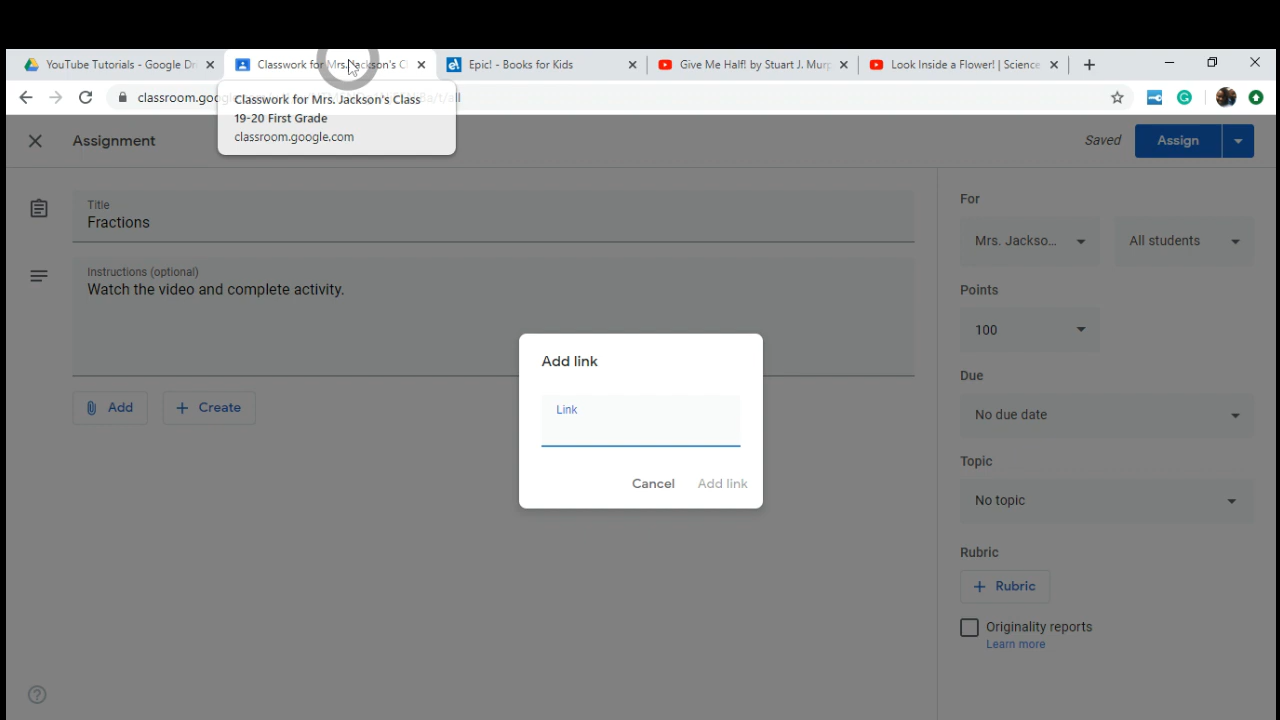 YouTube Tutorials - Google Dr
Classwork for Mrs. Jackson's C
Epic! - Books for Kids
Give Me Half! by Stuart J. Murp
Look Inside a Flower! | Science
classroom.goo
a/t/all
Classwork for Mrs. Jackson's Class
19-20 First Grade
classroom.google.com
Assignment
Saved
Assign
Title
Fractions
Instructions (optional)
Watch the video and complete activity.
Add
Create
Add link
Link
Cancel
Add link
For
Mrs. Jackso...
All students
Points
100
Due
No due date
Topic
No topic
Rubric
Rubric
Originality reports
Learn more